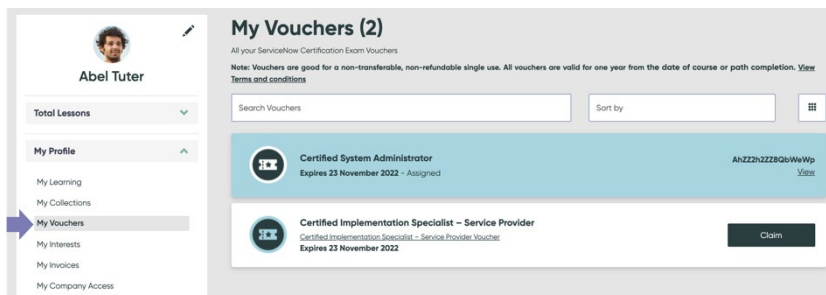 Abel Tuter
Total Lessons
My Profile
My Learning
My Collections
My Vouchers
My Interests
My Invoices
My Company Access
My Vouchers (2)
All your ServiceNow Certification Exam Vouchers
Note: Vouchers are good for a non-transferable, non-refundable single use. All vouchers are valid for one year from the date of course or path completion. View
Terms and conditions
Search Vouchers
Sort by
Certified System Administrator
AhZZ2h2ZZ8QbWeWp
Expires 23 November 2022 - Assigned
View
Certified Implementation Specialist – Service Provider
Certified Implementation Specialist – Service Provider Voucher
Expires 23 November 2022
Claim